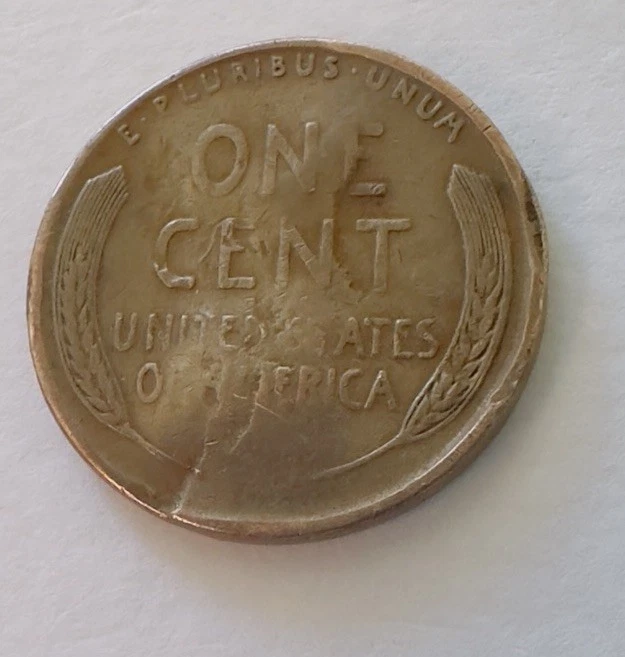 E·PLURIBUS·UNUM
ONE
CENT
UNITED STATES
OF AMERICA